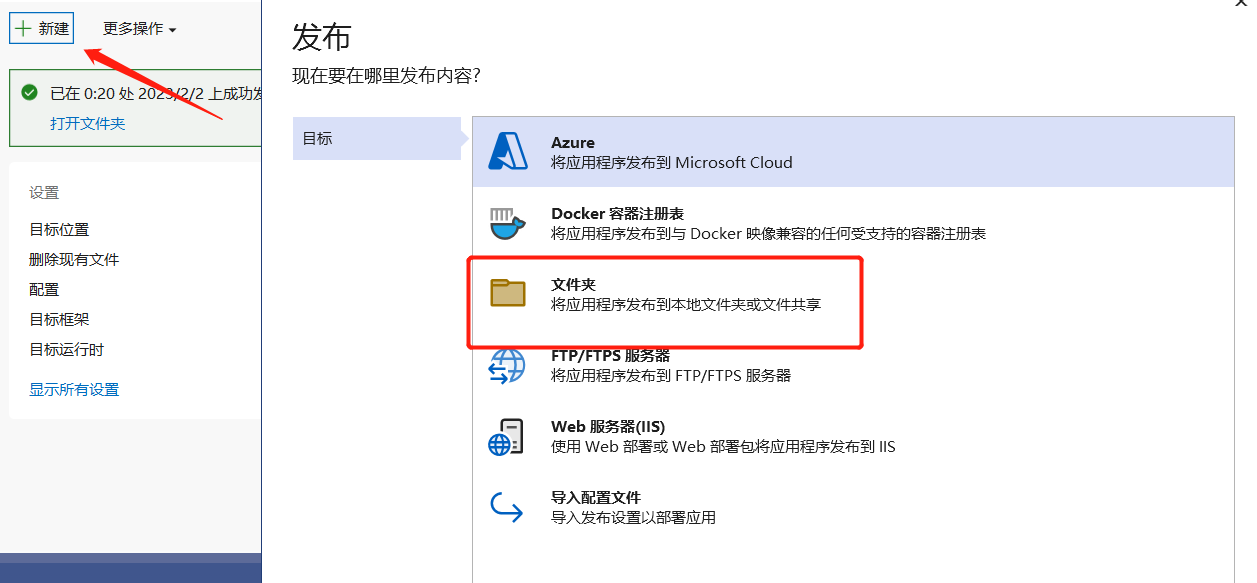 新建
更多操作
已在 0:20 处 2023/2/2 上成功发
打开文件夹
设置
目标位置
删除现有文件
配置
目标框架
目标运行时
显示所有设置
发布
现在要在哪里发布内容?
目标
Azure
将应用程序发布到 Microsoft Cloud
Docker 容器注册表
将应用程序发布到与 Docker 映像兼容的任何受支持的容器注册表
文件夹
将应用程序发布到本地文件夹或文件共享
FTP/FTPS 服务器
将应用程序发布到 FTP/FTPS 服务器
Web 服务器(IIS)
使用 Web 部署或 Web 部署包将应用程序发布到 IIS
导入配置文件
导入发布设置以部署应用